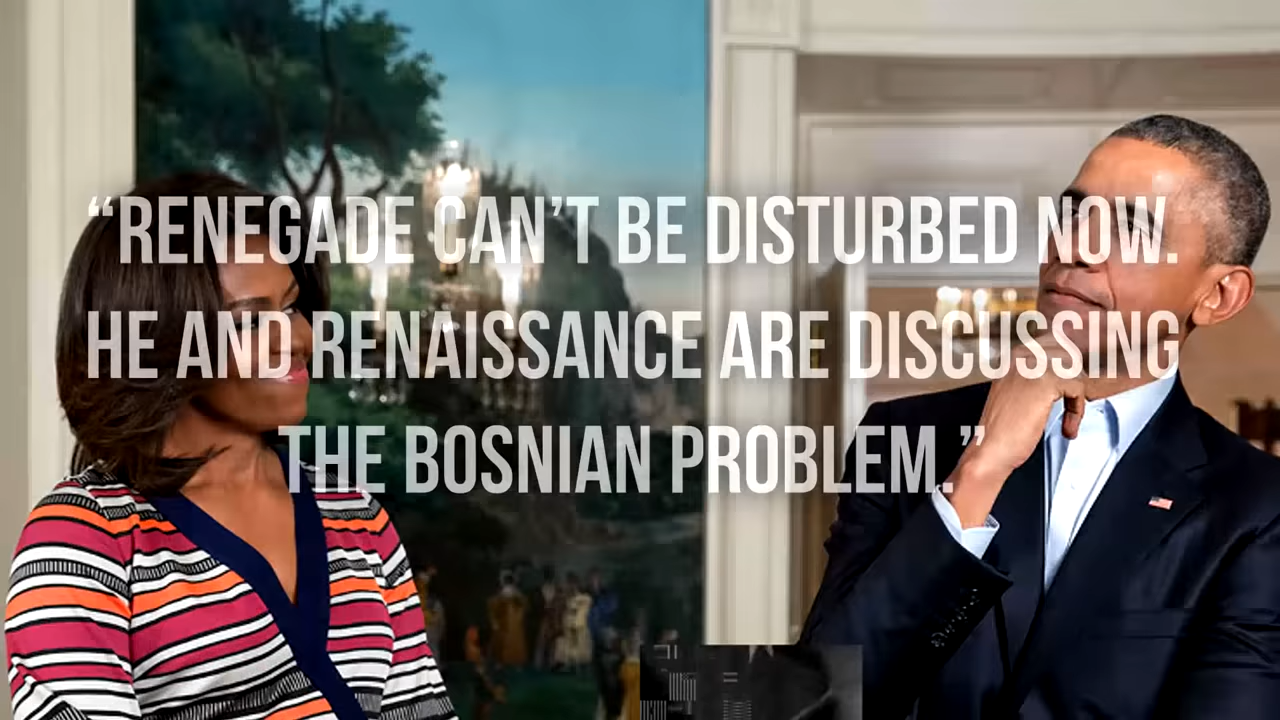 “RENEGADE CAN’T BE DISTURBED NOW.
HE AND RENAISSANCE ARE DISCUSSING
THE BOSNIAN PROBLEM.”